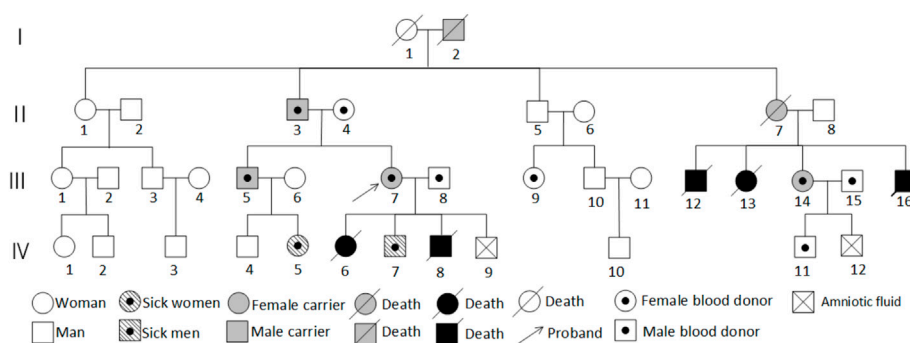 I
1 2
II
1 2 3 4 5 6 7 8
III
1 2 3 4 5 6 7 8 9 10 11 12 13 14 15 16
IV
1 2 3 4 5 6 7 8 9 10 11 12
Woman Sick women Female carrier Death Death Death Female blood donor Amniotic fluid
Man Sick men Male carrier Death Death Proband Male blood donor